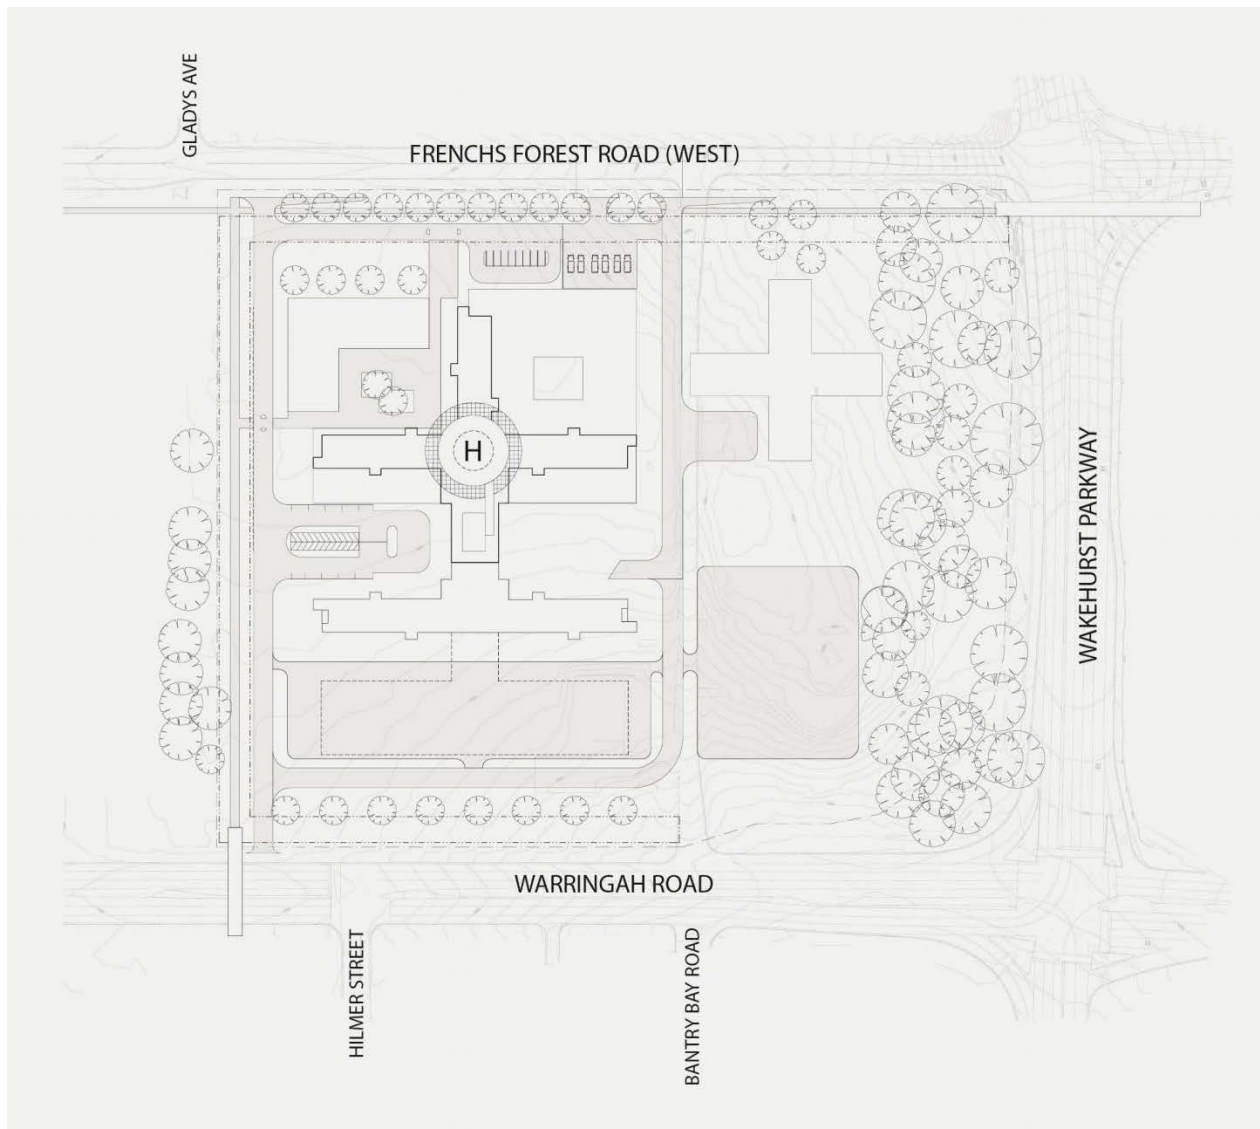 GLADYS AVE
FRENCHS FOREST ROAD (WEST)
H
WAKEHURST PARKWAY
WARRINGAH ROAD
HILMER STREET
BANTRY BAY ROAD